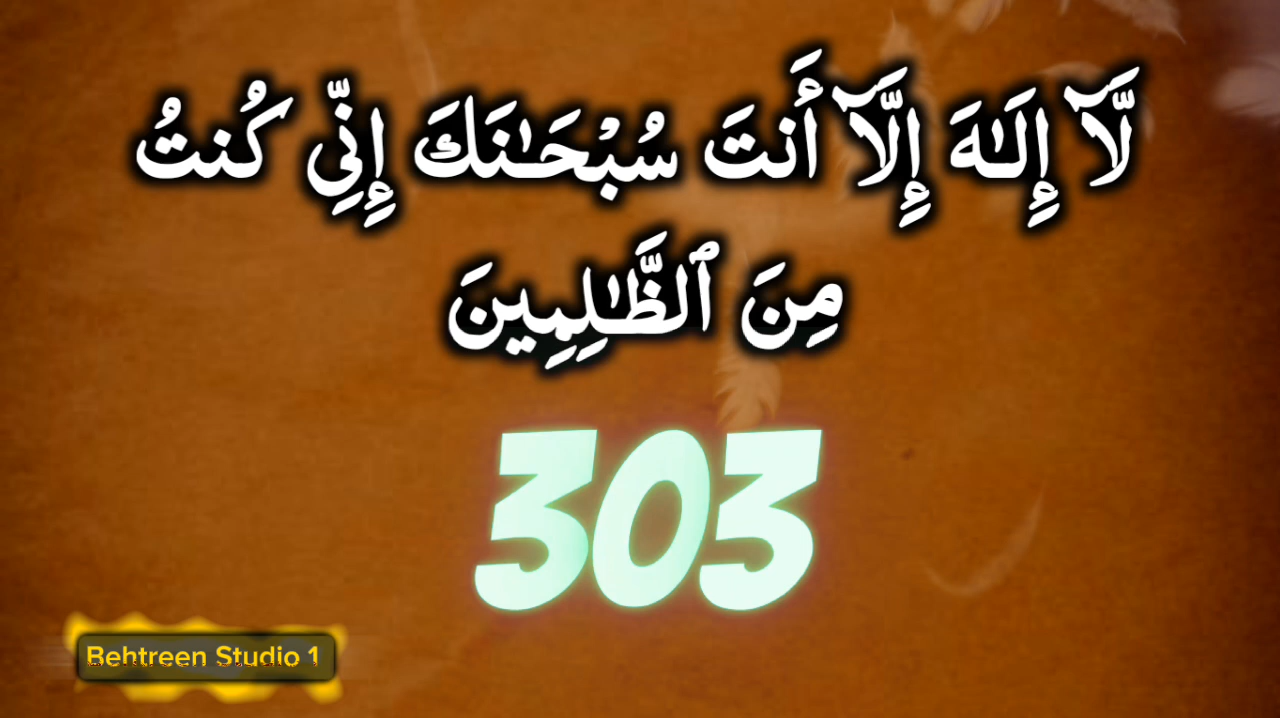 لَّآ إِلَـٰهَ إِلَّآ أَنتَ سُبْحَـٰنَكَ إِنِّى كُنتُ
مِنَ ٱلظَّـٰلِمِينَ
303
Behtreen Studio 1